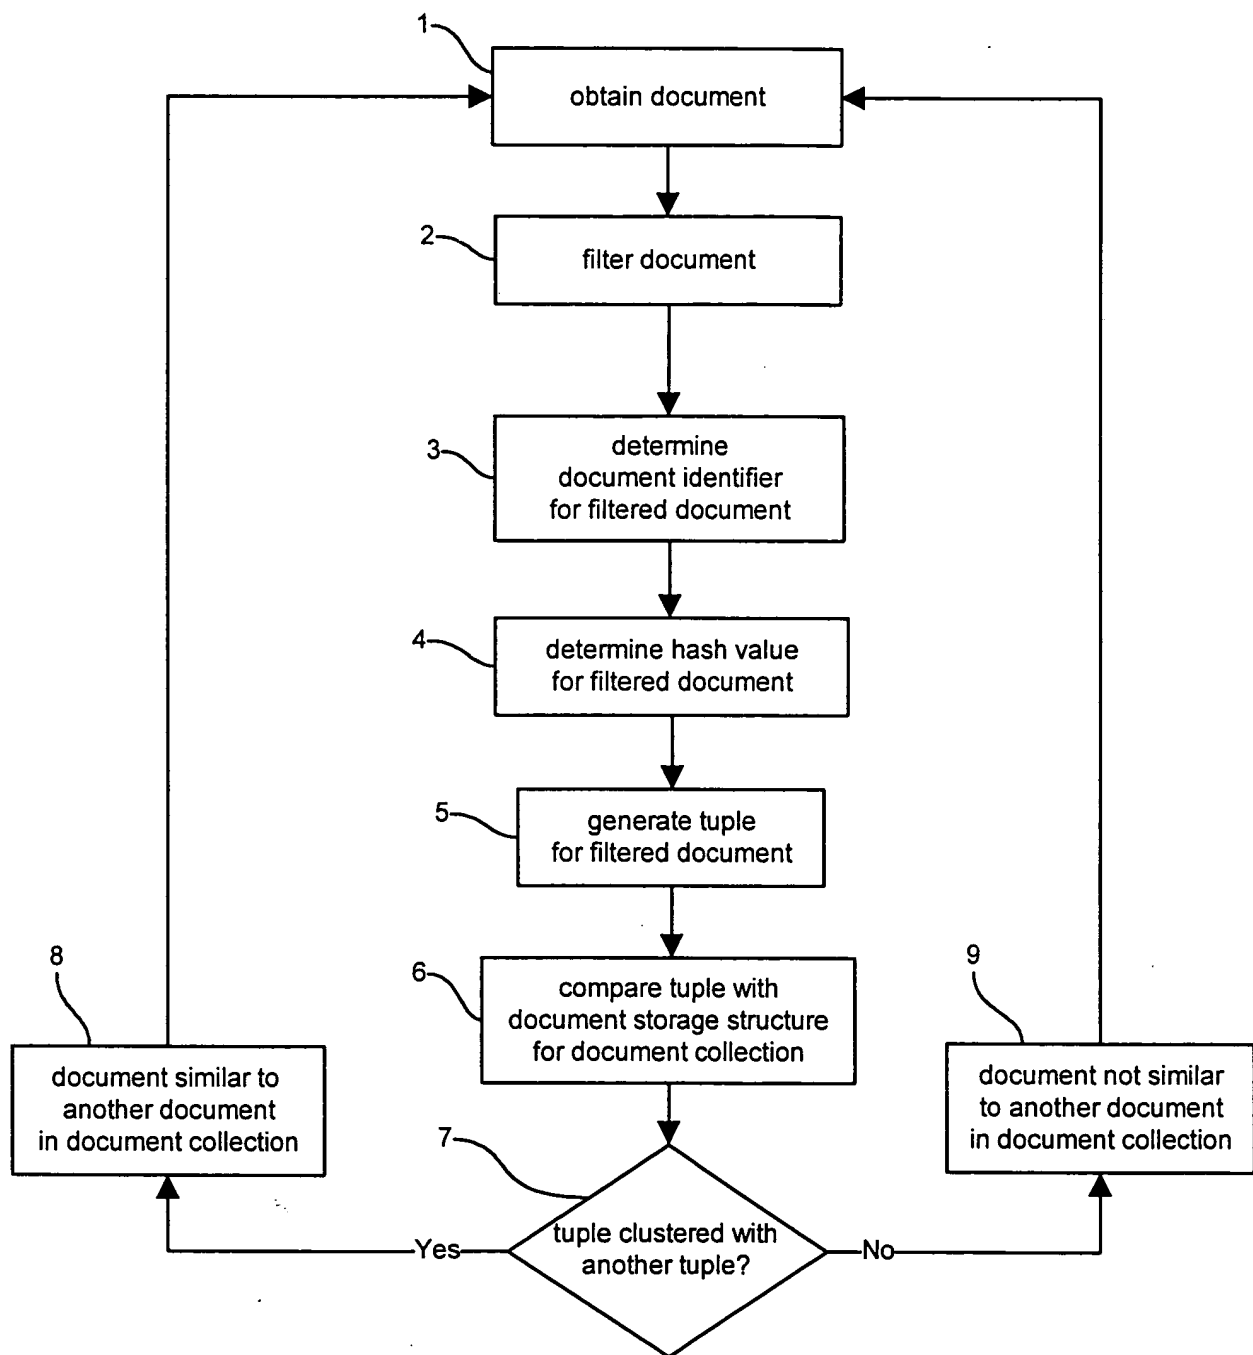 1
obtain document
2
filter document
3
determine
document identifier
for filtered document
4
determine hash value
for filtered document
5
generate tuple
for filtered document
6
compare tuple with
document storage structure
for document collection
7
tuple clustered with
another tuple?
Yes
No
8
document similar to
another document
in document collection
9
document not similar
to another document
in document collection